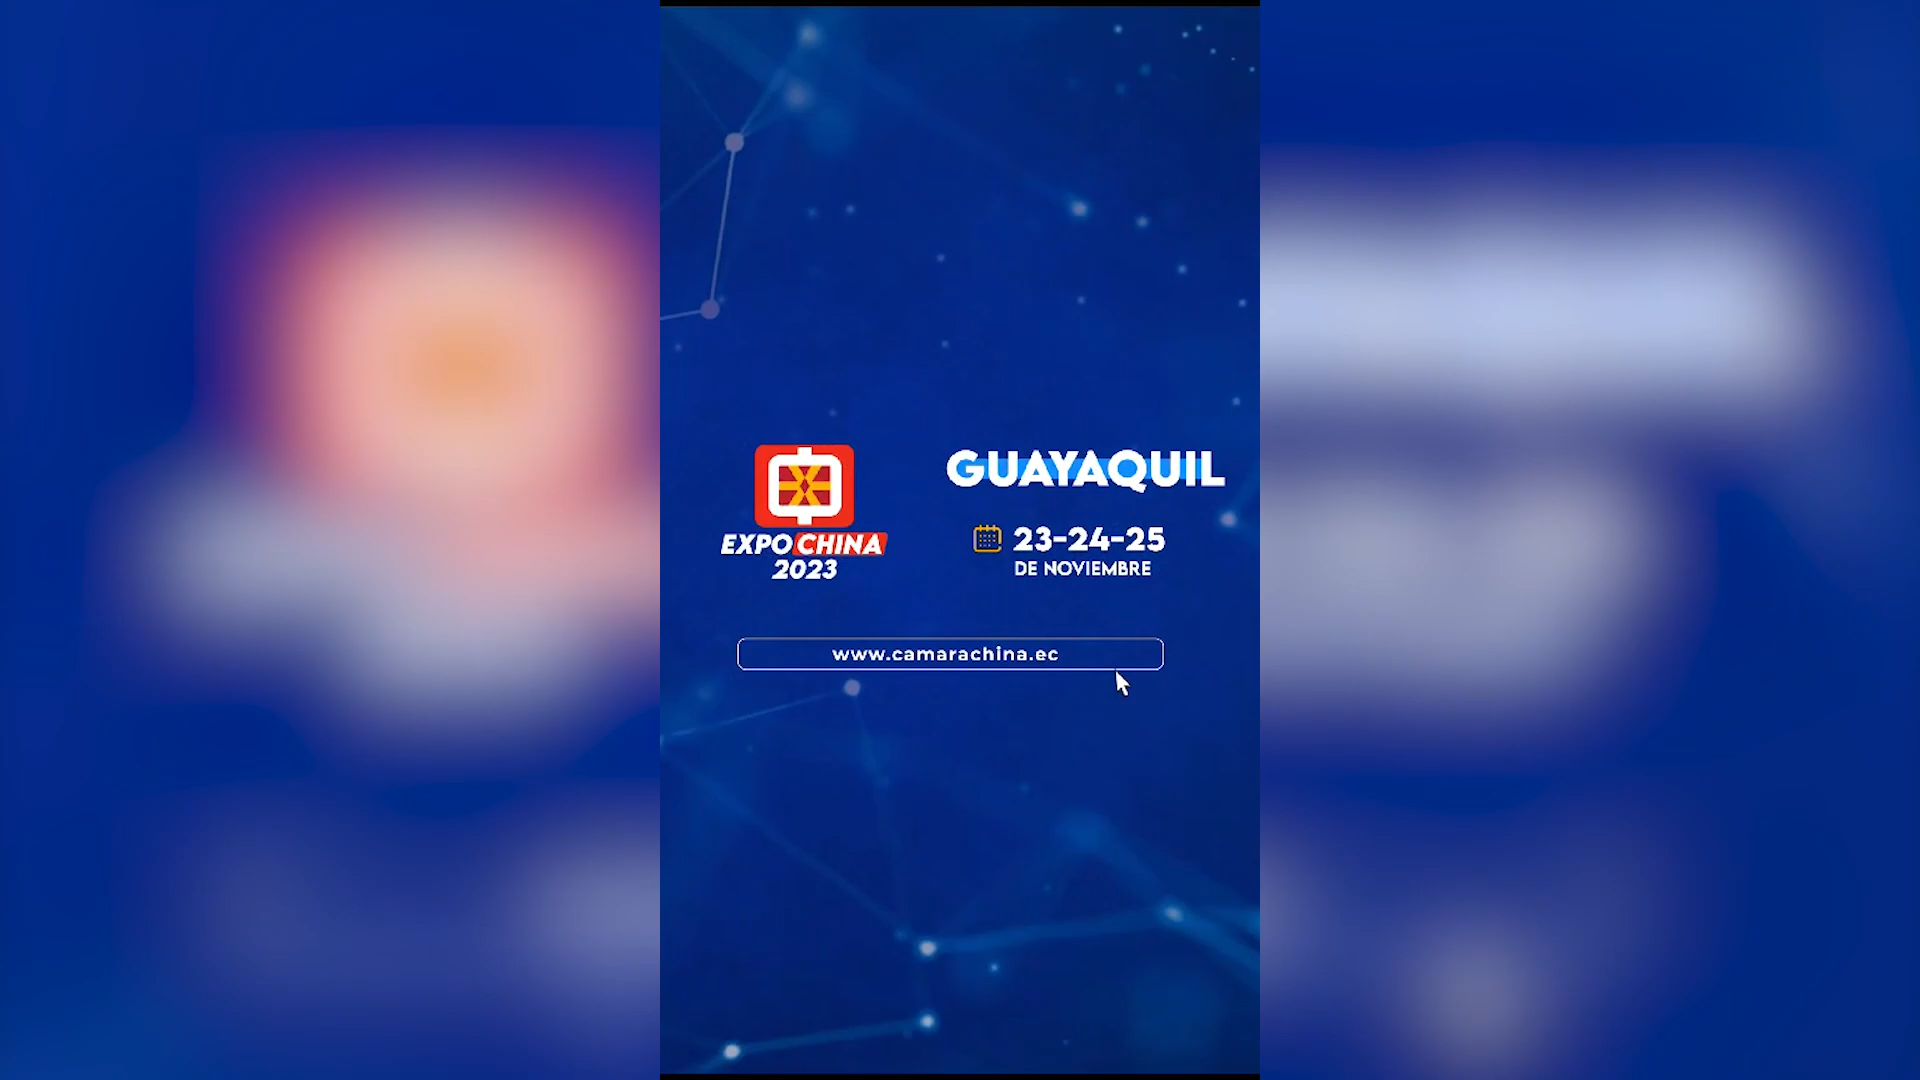 EXPO CHINA
2023
GUAYAQUIL
23-24-25
DE NOVIEMBRE
www.camarachina.ec